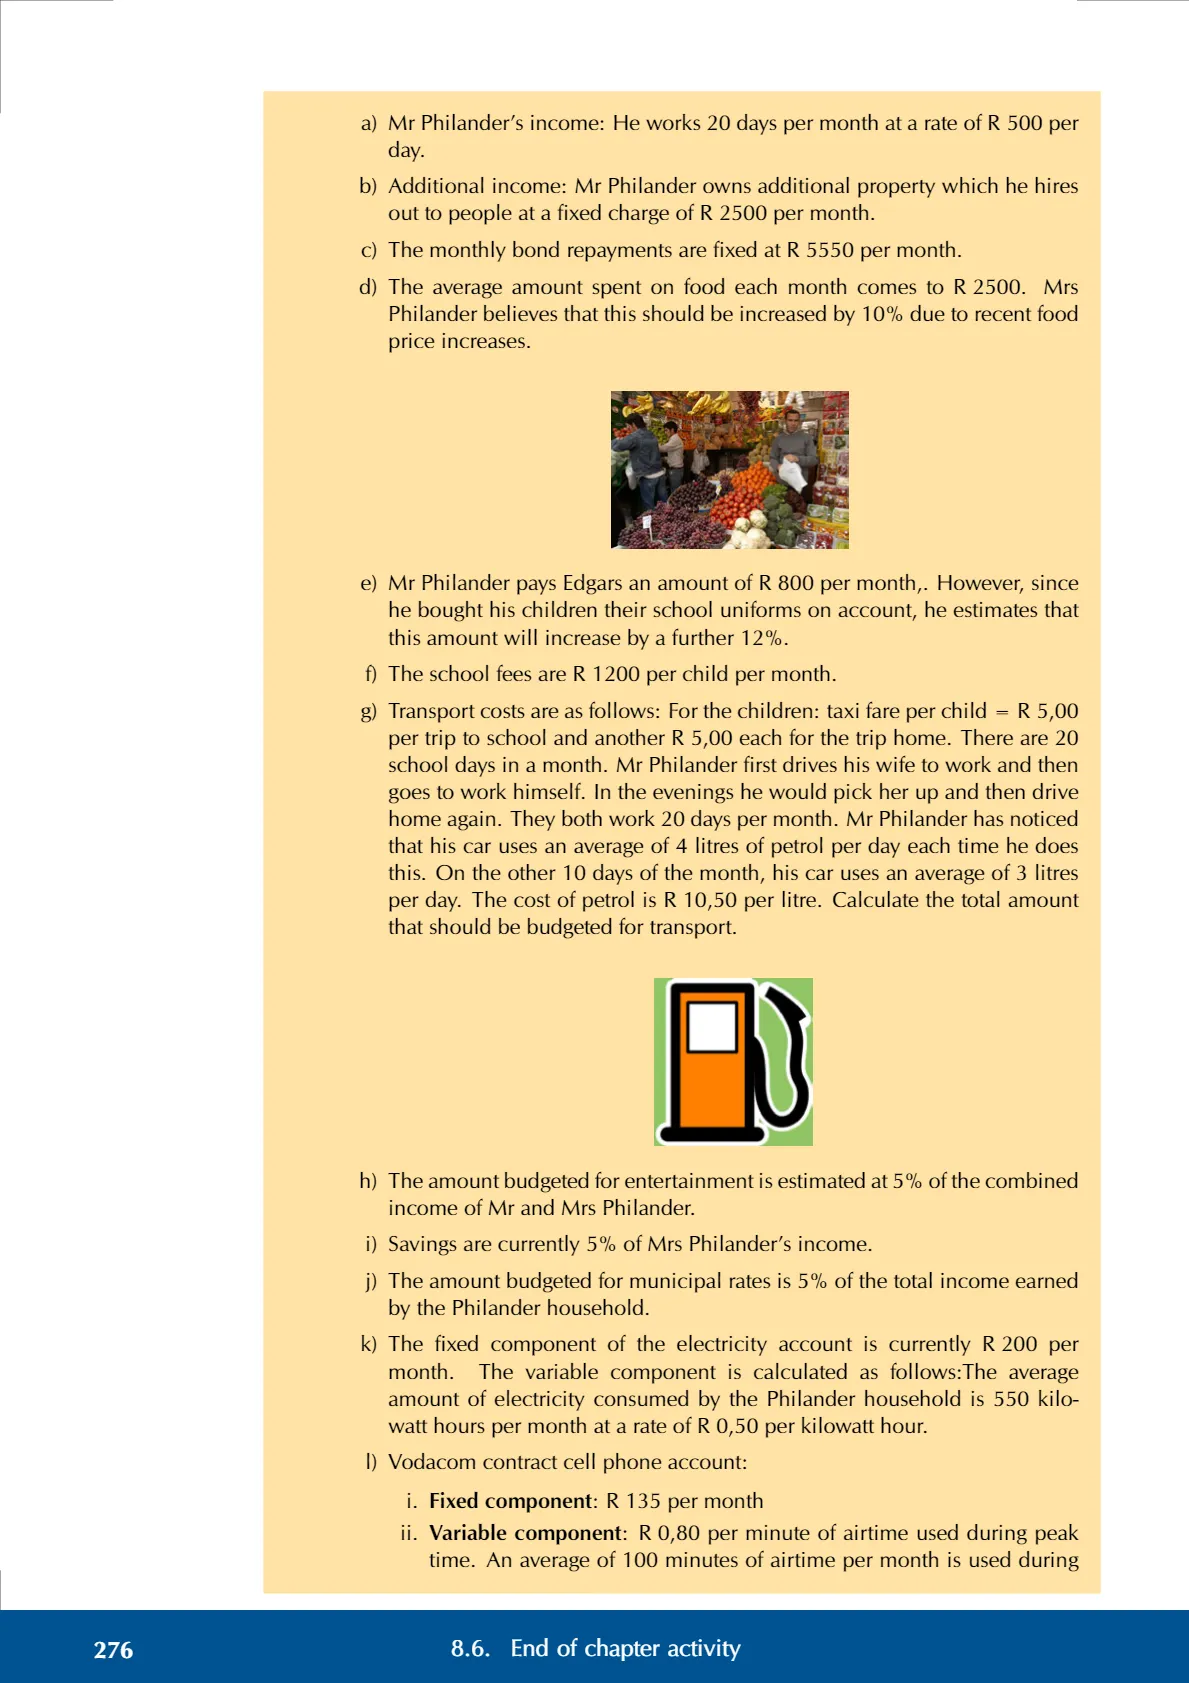 a) Mr Philander’s income: He works 20 days per month at a rate of R 500 per
day.
b) Additional income: Mr Philander owns additional property which he hires
out to people at a fixed charge of R 2500 per month.
c) The monthly bond repayments are fixed at R 5550 per month.
d) The average amount spent on food each month comes to R 2500. Mrs
Philander believes that this should be increased by 10% due to recent food
price increases.
e) Mr Philander pays Edgars an amount of R 800 per month,. However, since
he bought his children their school uniforms on account, he estimates that
this amount will increase by a further 12%.
f) The school fees are R 1200 per child per month.
g) Transport costs are as follows: For the children: taxi fare per child = R 5,00
per trip to school and another R 5,00 each for the trip home. There are 20
school days in a month. Mr Philander first drives his wife to work and then
goes to work himself. In the evenings he would pick her up and then drive
home again. They both work 20 days per month. Mr Philander has noticed
that his car uses an average of 4 litres of petrol per day each time he does
this. On the other 10 days of the month, his car uses an average of 3 litres
per day. The cost of petrol is R 10,50 per litre. Calculate the total amount
that should be budgeted for transport.
h) The amount budgeted for entertainment is estimated at 5% of the combined
income of Mr and Mrs Philander.
i) Savings are currently 5% of Mrs Philander’s income.
j) The amount budgeted for municipal rates is 5% of the total income earned
by the Philander household.
k) The fixed component of the electricity account is currently R 200 per
month. The variable component is calculated as follows:The average
amount of electricity consumed by the Philander household is 550 kilo-
watt hours per month at a rate of R 0,50 per kilowatt hour.
l) Vodacom contract cell phone account:
i. Fixed component: R 135 per month
ii. Variable component: R 0,80 per minute of airtime used during peak
time. An average of 100 minutes of airtime per month is used during
276 8.6. End of chapter activity